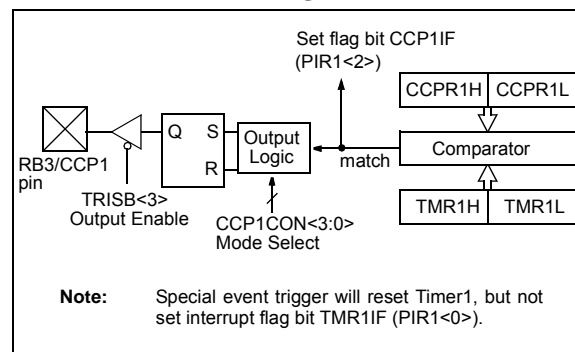 Set flag bit CCP1IF
(PIR1<2>)
CCPR1H CCPR1L
Q S Output
Logic
R
match
Comparator
RB3/CCP1
pin
TRISB<3>
Output Enable
CCP1CON<3:0>
Mode Select
TMR1H TMR1L
Note: Special event trigger will reset Timer1, but not
set interrupt flag bit TMR1IF (PIR1<0>).